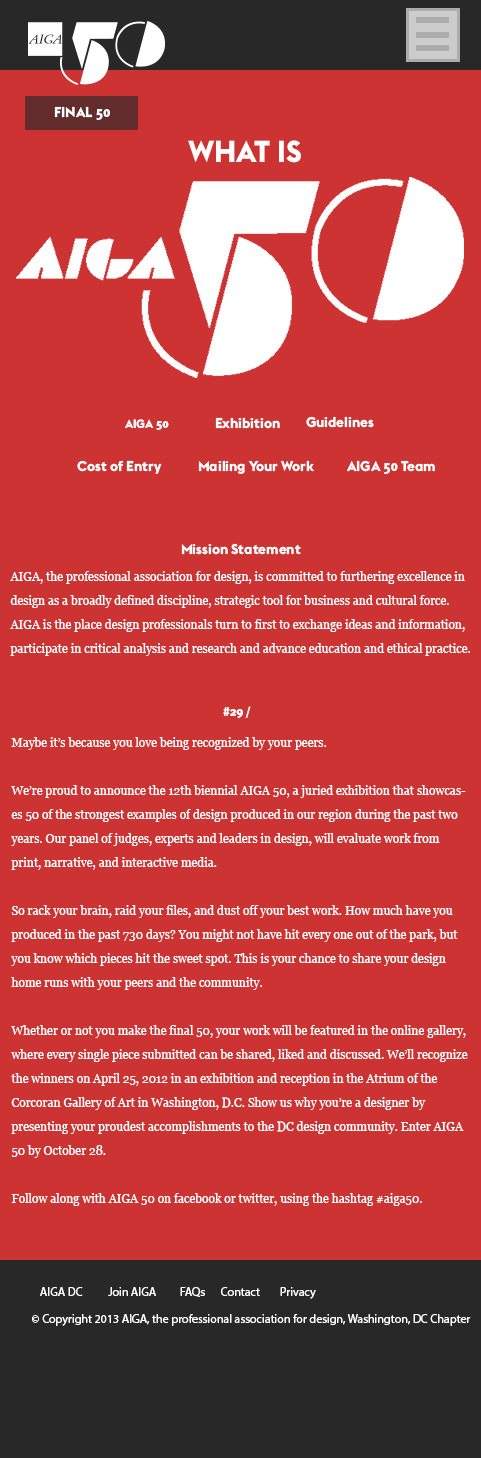 AIGA 50
FINAL 50
WHAT IS
AIGA 50
AIGA 50 Exhibition Guidelines
Cost of Entry Mailing Your Work AIGA 50 Team
Mission Statement
AIGA, the professional association for design, is committed to furthering excellence in
design as a broadly defined discipline, strategic tool for business and cultural force.
AIGA is the place design professionals turn to first to exchange ideas and information,
participate in critical analysis and research and advance education and ethical practice.
#29 /
Maybe it's because you love being recognized by your peers.
We're proud to announce the 12th biennial AIGA 50, a juried exhibition that showcas-
es 50 of the strongest examples of design produced in our region during the past two
years. Our panel of judges, experts and leaders in design, will evaluate work from
print, narrative, and interactive media.
So rack your brain, raid your files, and dust off your best work. How much have you
produced in the past 730 days? You might not have hit every one out of the park, but
you know which pieces hit the sweet spot. This is your chance to share your design
home runs with your peers and the community.
Whether or not you make the final 50, your work will be featured in the online gallery,
where every single piece submitted can be shared, liked and discussed. We'll recognize
the winners on April 25, 2012 in an exhibition and reception in the Atrium of the
Corcoran Gallery of Art in Washington, D.C. Show us why you're a designer by
presenting your proudest accomplishments to the DC design community. Enter AIGA
50 by October 28.
Follow along with AIGA 50 on facebook or twitter, using the hashtag #aiga50.
AIGA DC Join AIGA FAQs Contact Privacy
© Copyright 2013 AIGA, the professional association for design, Washington, DC Chapter